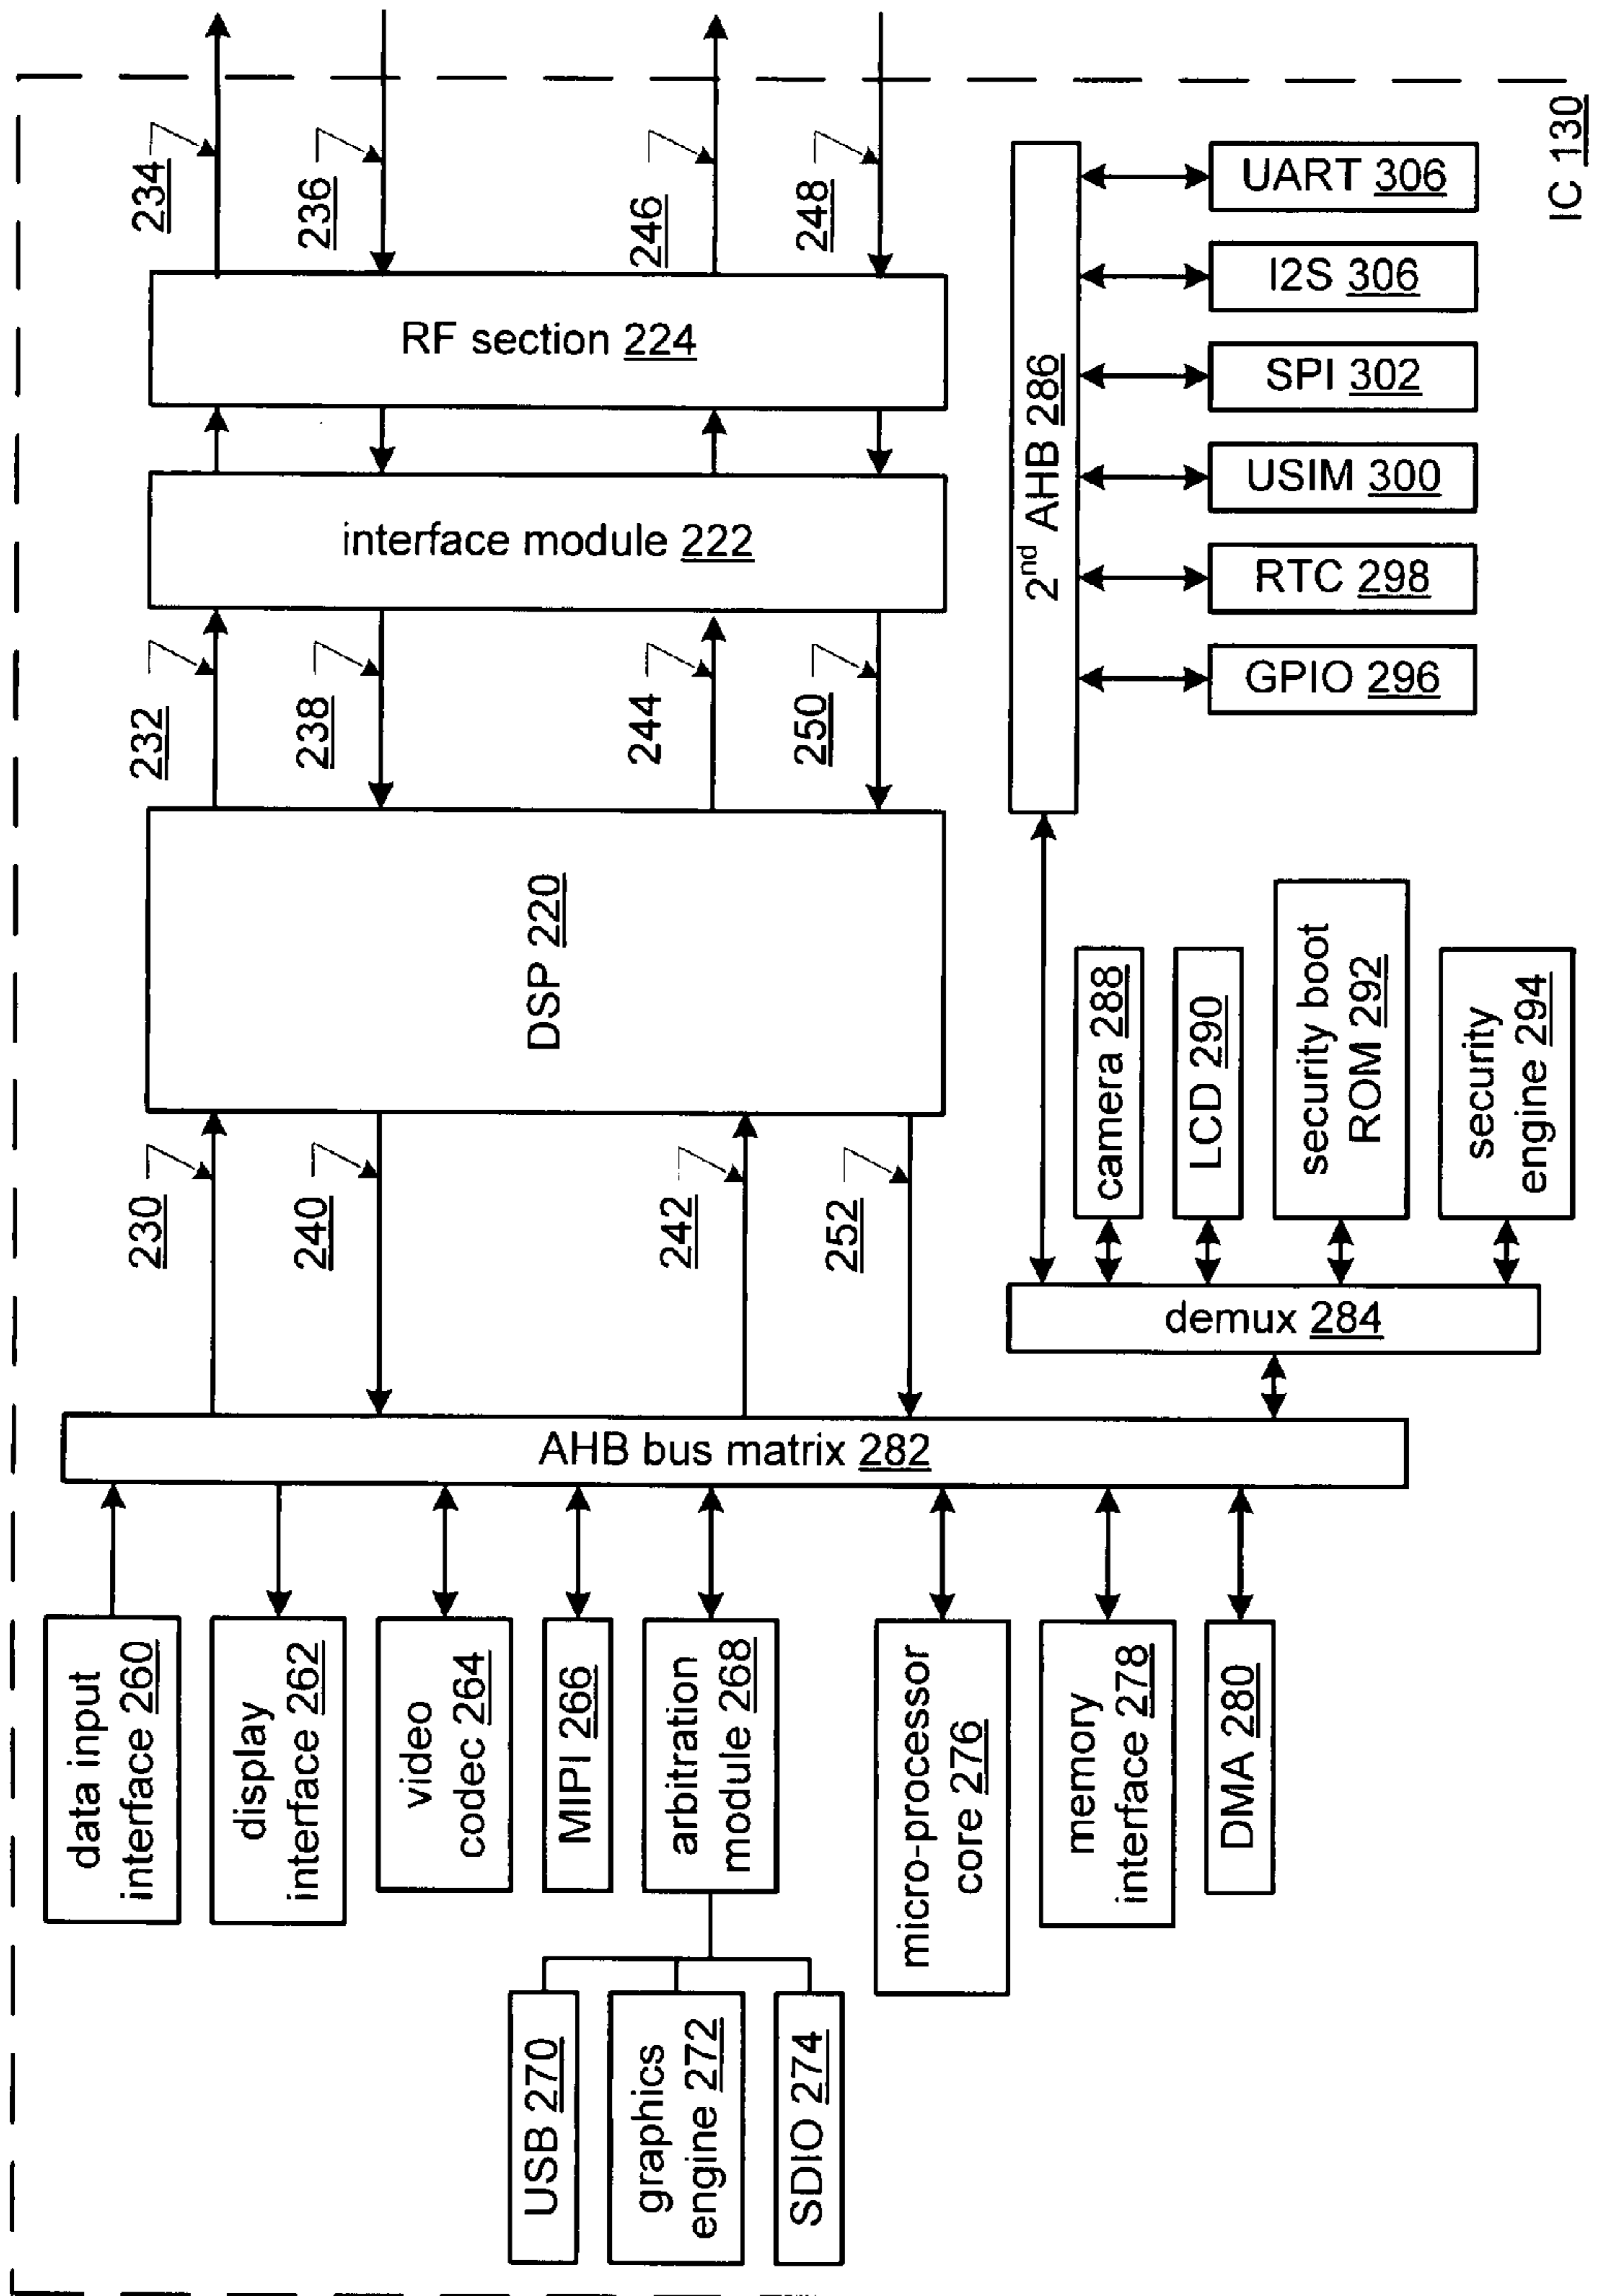 234
236
246
248
RF section 224
interface module 222
232
238
244
250
DSP 220
230
240
242
252
AHB bus matrix 282
data input
interface 260
display
interface 262
video
codec 264
MIPI 266
arbitration
module 268
USB 270
graphics
engine 272
SDIO 274
micro-processor
core 276
memory
interface 278
DMA 280
demux 284
camera 288
LCD 290
security boot
ROM 292
security
engine 294
2nd AHB 286
UART 306
I2S 306
SPI 302
USIM 300
RTC 298
GPIO 296
IC 130